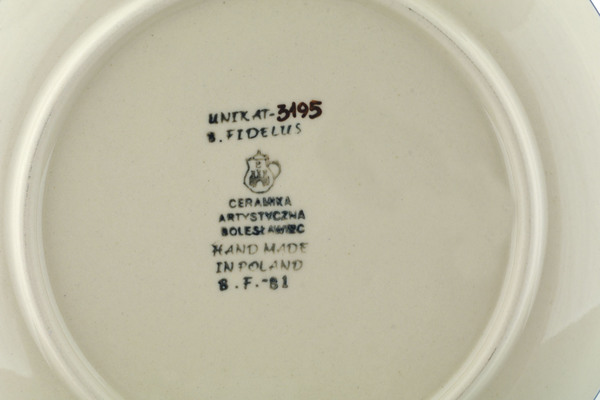 UNIKAT-3195
B. FIDELUS
CERAMIKA
ARTYSTYCZNA
BOLESŁAWIEC
HAND MADE
IN POLAND
B.F.-81